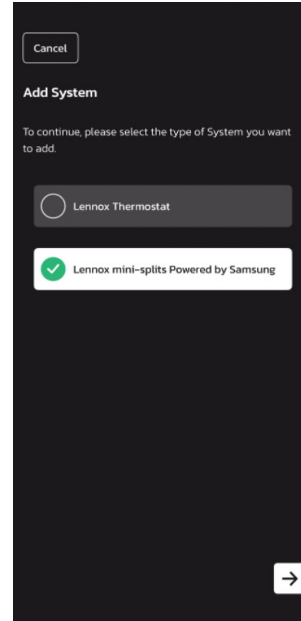 Cancel
Add System
To continue, please select the type of System you want
to add.
Lennox Thermostat
Lennox mini-splits Powered by Samsung